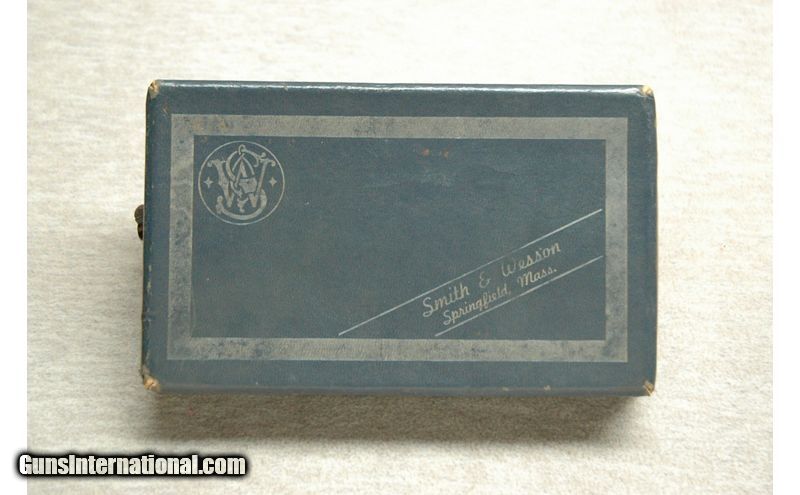 S&W
Smith & Wesson
Springfield, Mass.
GunsInternational.com